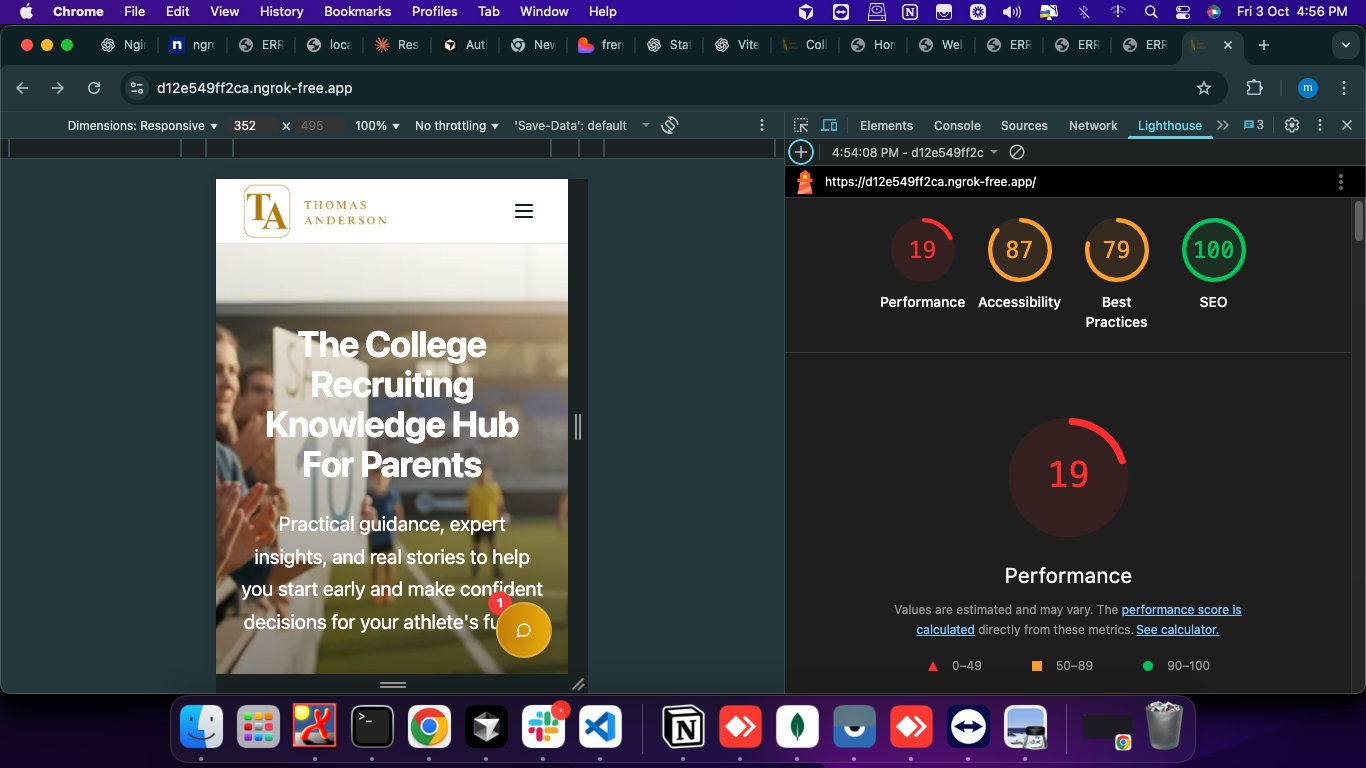 Chrome File Edit View History Bookmarks Profiles Tab Window Help Fri 3 Oct 4:56 PM
Ngi ngro ERR loca Res Auth New fren Stat Vite Coll Hon Wel ERR ERR ERR
d12e549ff2ca.ngrok-free.app m
Dimensions: Responsive 352 x 495 100% No throttling 'Save-Data': default
Elements Console Sources Network Lighthouse 3
4:54:08 PM - d12e549ff2c
https://d12e549ff2ca.ngrok-free.app/
TA THOMAS
ANDERSON
The College
Recruiting
Knowledge Hub
For Parents
Practical guidance, expert
insights, and real stories to help
you start early and make confident
decisions for your athlete's
1
19 87 79 100
Performance Accessibility Best
Practices SEO
19
Performance
Values are estimated and may vary. The performance score is
calculated directly from these metrics. See calculator.
0–49 50–89 90–100